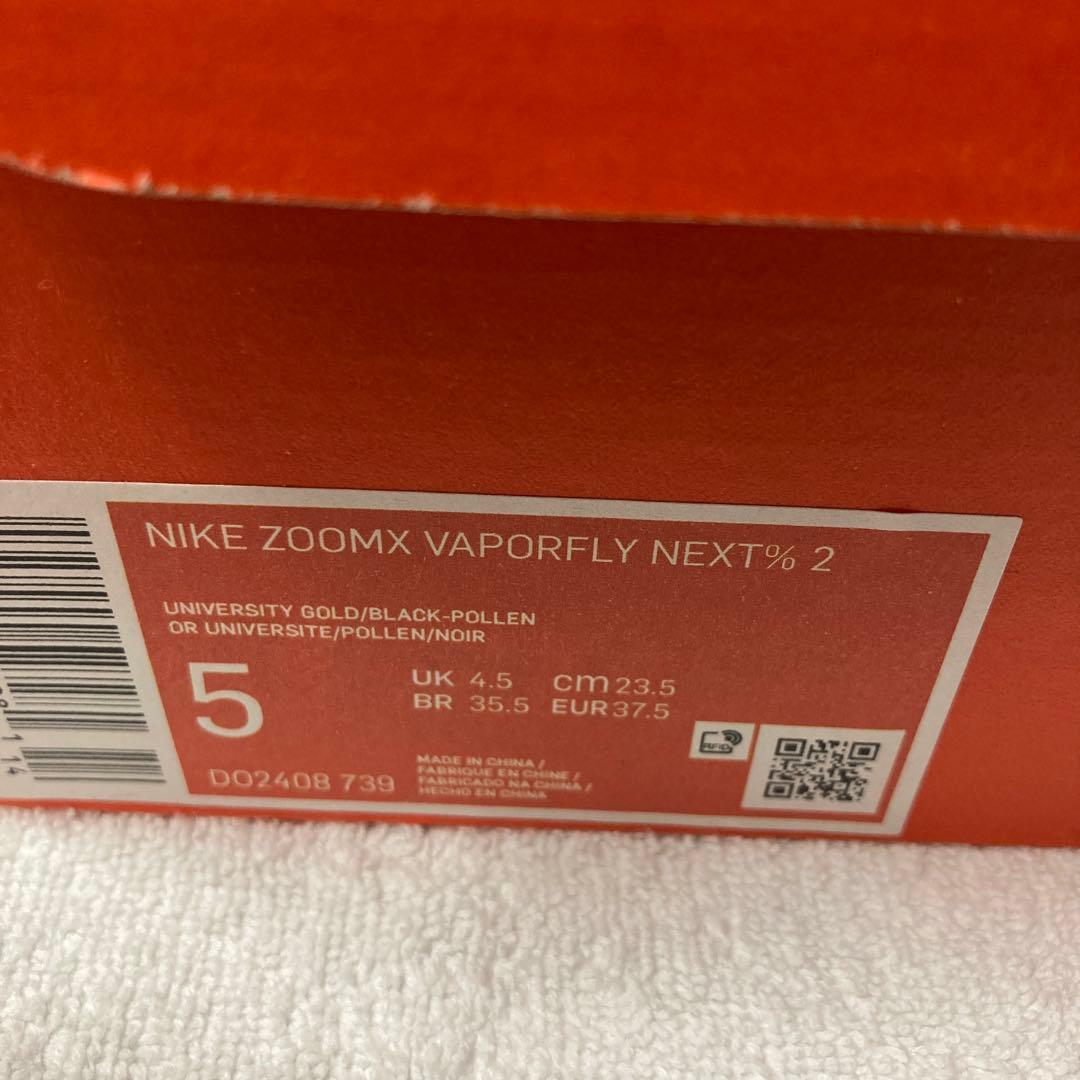 NIKE ZOOMX VAPORFLY NEXT% 2
UNIVERSITY GOLD/BLACK-POLLEN
OR UNIVERSITE/POLLEN/NOIR
5
UK 4.5 cm 23.5
BR 35.5 EUR 37.5
DO2408 739
MADE IN CHINA /
FABRIQUE EN CHINE /
FABRICADO NA CHINA /
HECHO EN CHINA
RFID
1 14